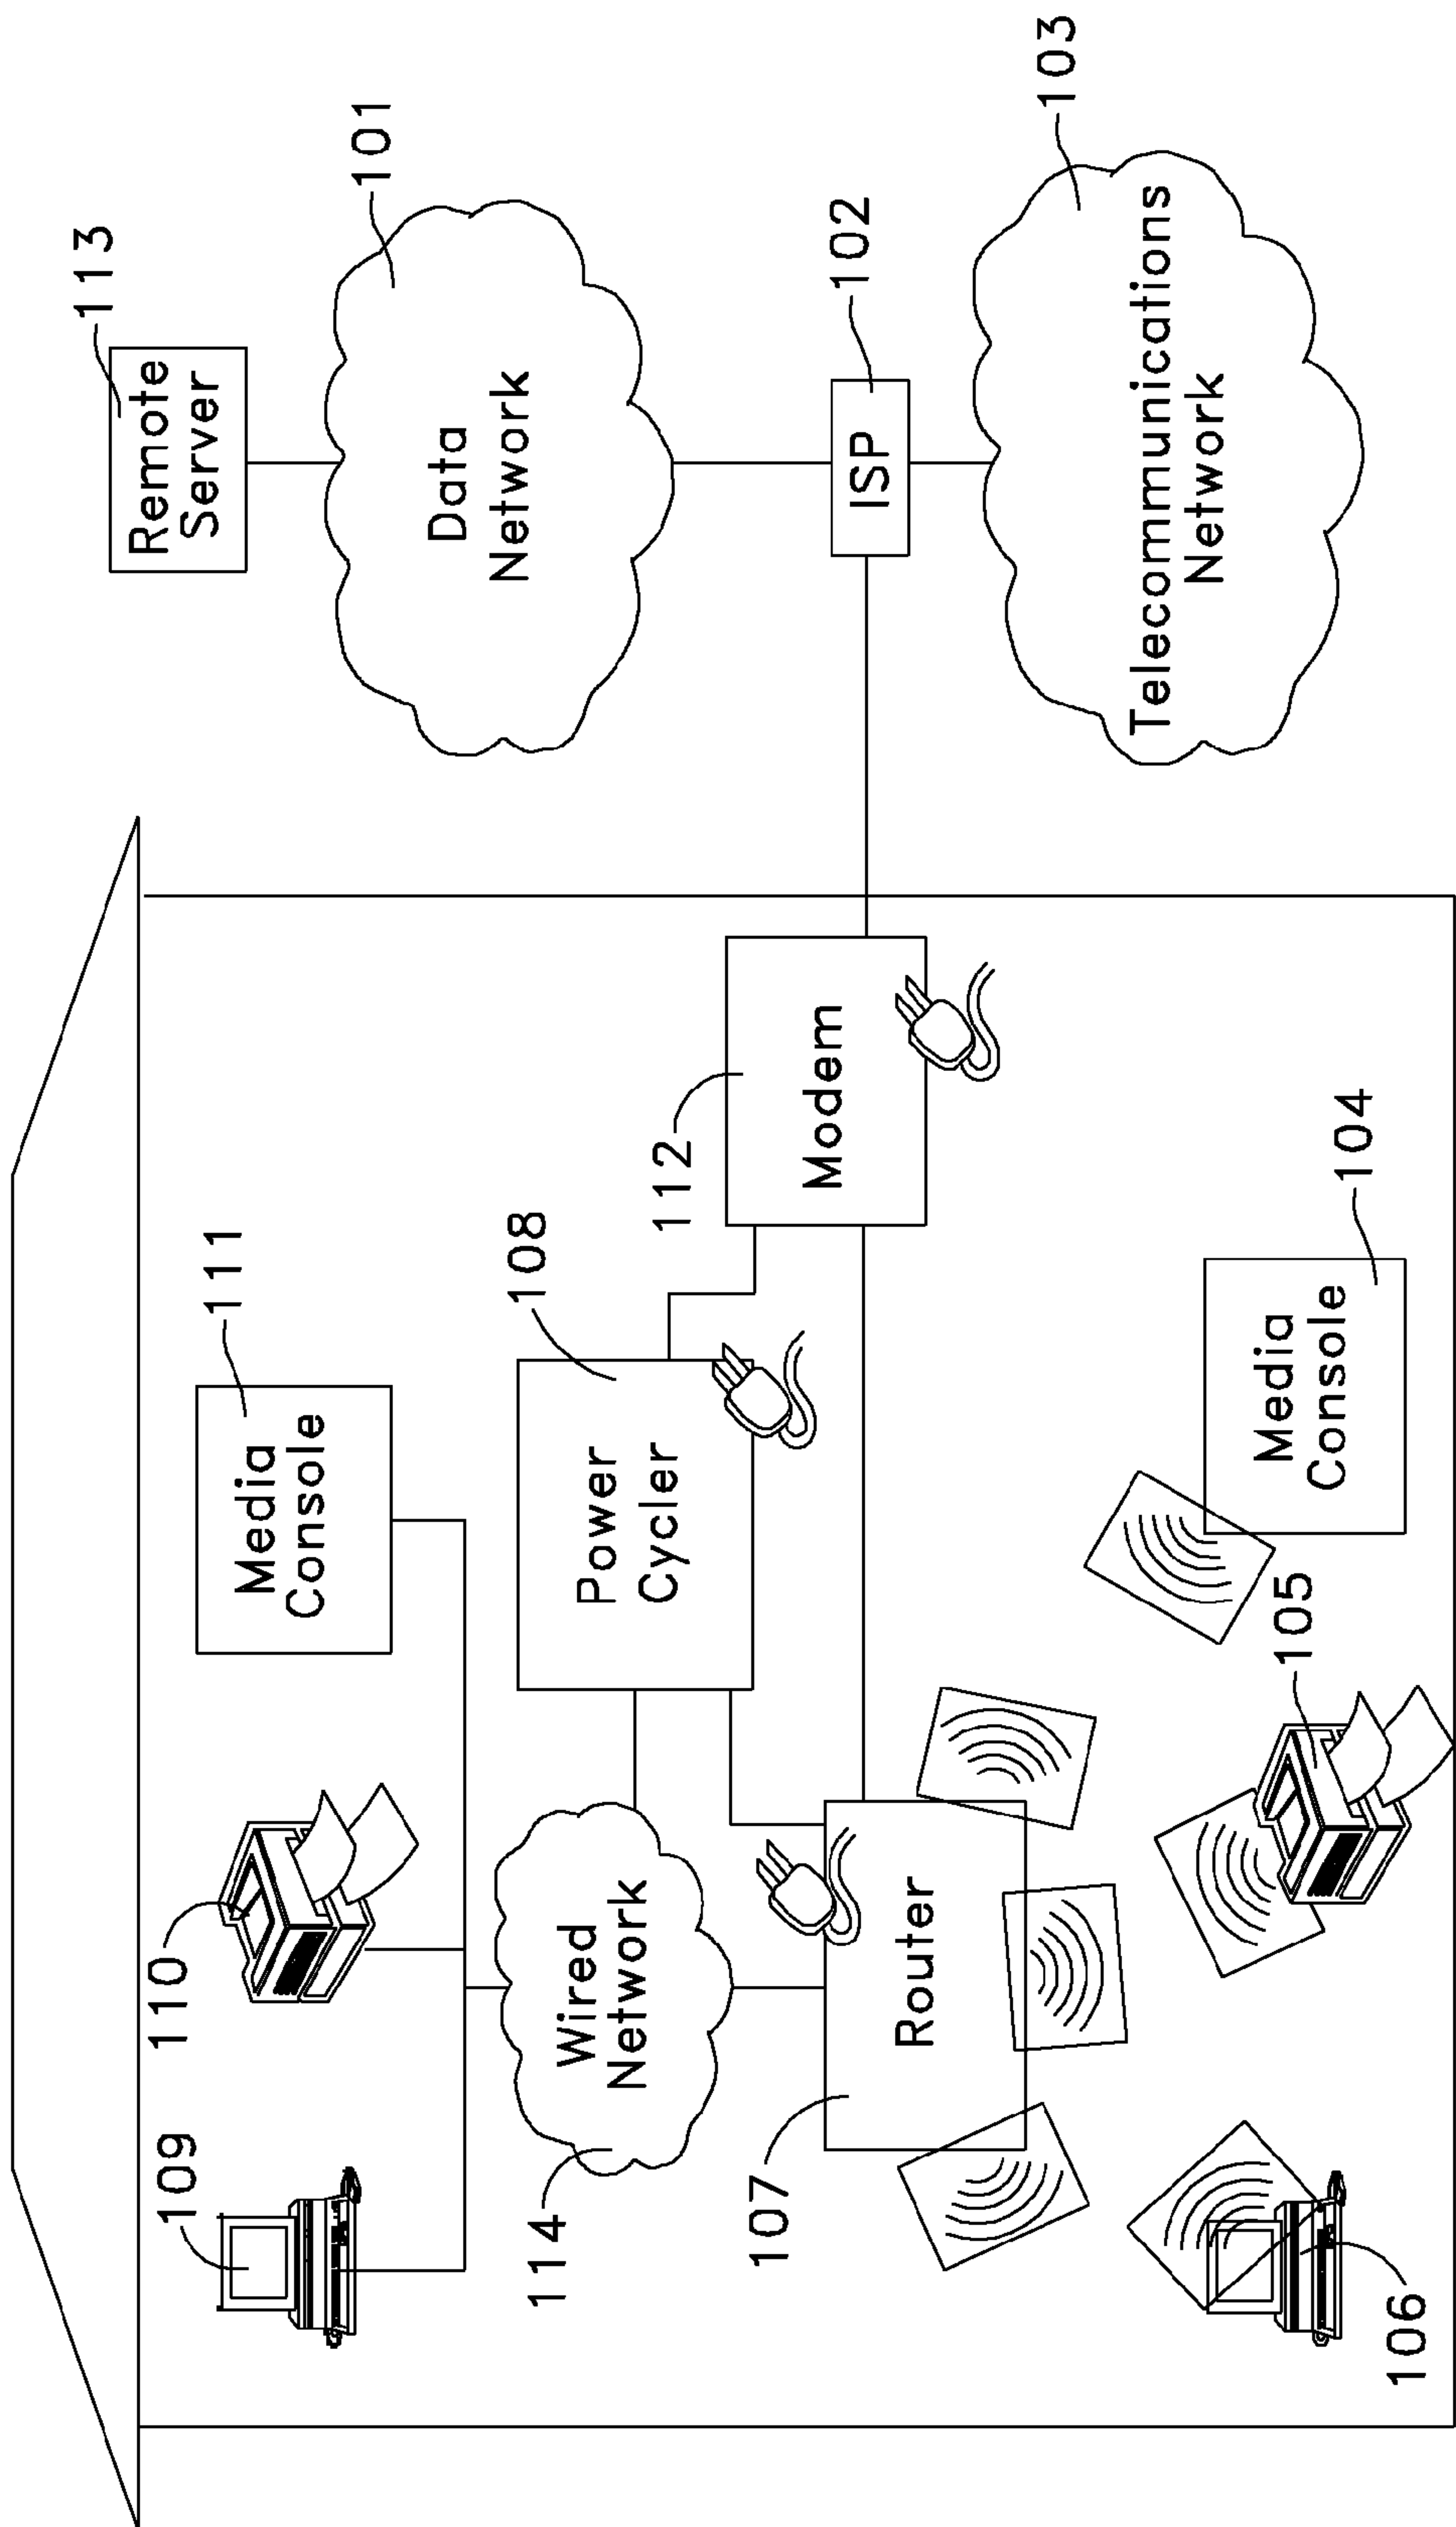 113
Remote
Server
101
Data
Network
102
ISP
103
Telecommunications
Network
109
110
111
Media
Console
114
Wired
Network
108
Power
Cycler
112
Modem
107
Router
106
105
104
Media
Console